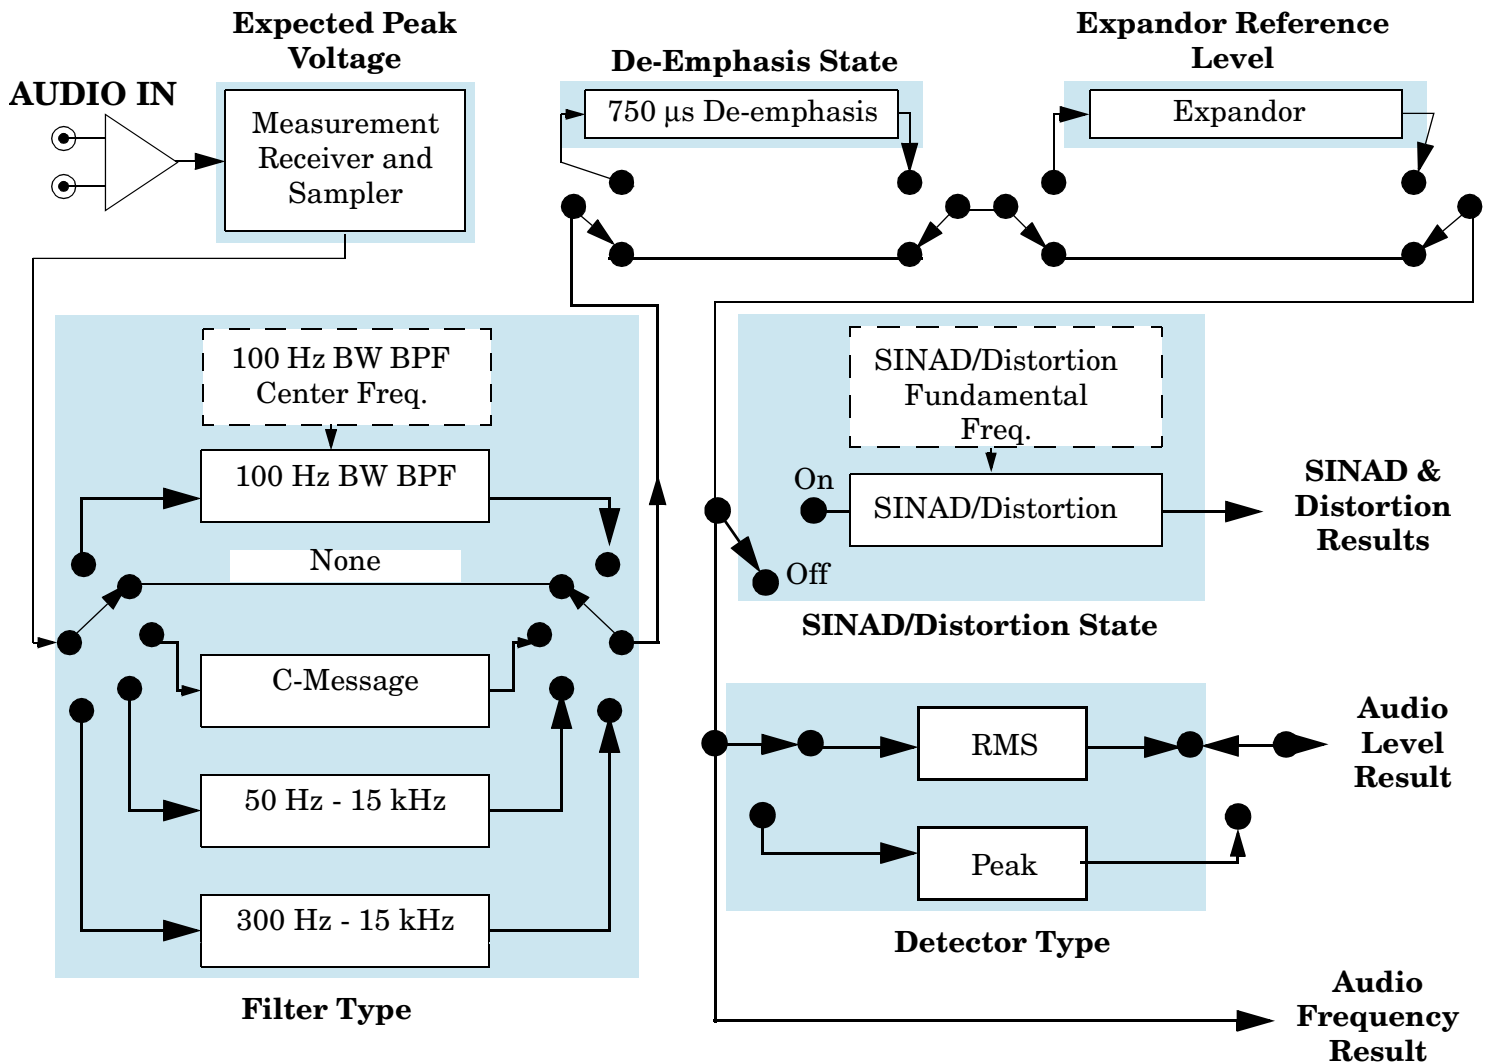 Expected Peak
Voltage
AUDIO IN
Measurement
Receiver and
Sampler
De-Emphasis State
750 µs De-emphasis
Expandor Reference
Level
Expandor
100 Hz BW BPF
Center Freq.
100 Hz BW BPF
None
C-Message
50 Hz - 15 kHz
300 Hz - 15 kHz
Filter Type
SINAD/Distortion
Fundamental
Freq.
On
SINAD/Distortion
Off
SINAD/Distortion State
SINAD &
Distortion
Results
RMS
Peak
Detector Type
Audio
Level
Result
Audio
Frequency
Result